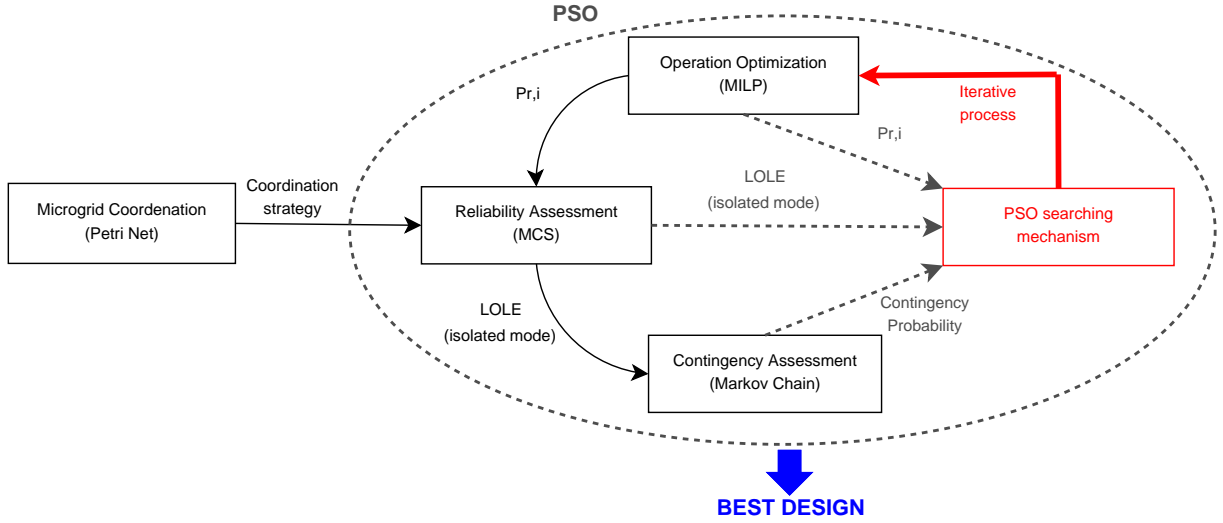 PSO
Operation Optimization
(MILP)
Iterative
process
Pr,i
Pr,i
Coordination
strategy
LOLE
(isolated mode)
Microgrid Coordenation
(Petri Net)
Reliability Assessment
(MCS)
PSO searching
mechanism
LOLE
(isolated mode)
Contingency
Probability
Contingency Assessment
(Markov Chain)
BEST DESIGN